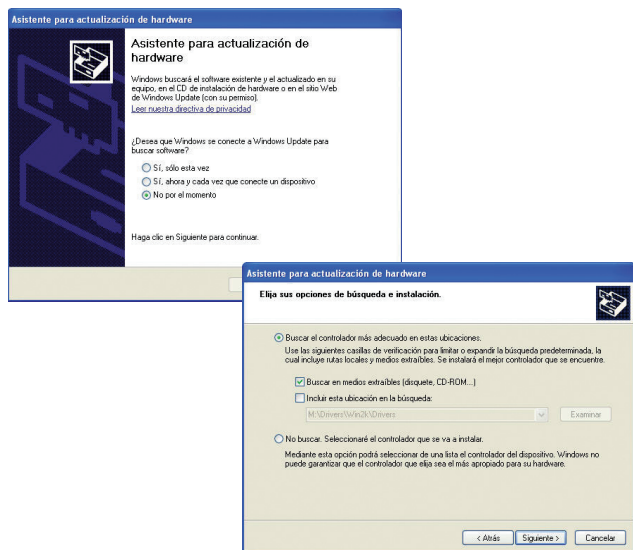 Asistente para actualización de hardware
Asistente para actualización de
hardware
Windows buscará el software existente y el actualizado en su
equipo, en el CD de instalación de hardware o en el sitio Web
de Windows Update (con su permiso).
Leer nuestra directiva de privacidad
¿Desea que Windows se conecte a Windows Update para
buscar software?
Sí, sólo esta vez
Sí, ahora y cada vez que conecte un dispositivo
No por el momento
Haga clic en Siguiente para continuar.
Asistente para actualización de hardware
Elija sus opciones de búsqueda e instalación.
Buscar el controlador más adecuado en estas ubicaciones.
Use las siguientes casillas de verificación para limitar o expandir la búsqueda predeterminada, la
cual incluye rutas locales y medios extraíbles. Se instalará el mejor controlador que se encuentre.
Buscar en medios extraíbles (disquete, CD-ROM...)
Incluir esta ubicación en la búsqueda:
M:\Drivers\Win2k\Drivers
Examinar
No buscar. Seleccionaré el controlador que se va a instalar.
Mediante esta opción podrá seleccionar de una lista el controlador del dispositivo. Windows no
puede garantizar que el controlador que elija sea el más apropiado para su hardware.
< Atrás Siguiente > Cancelar